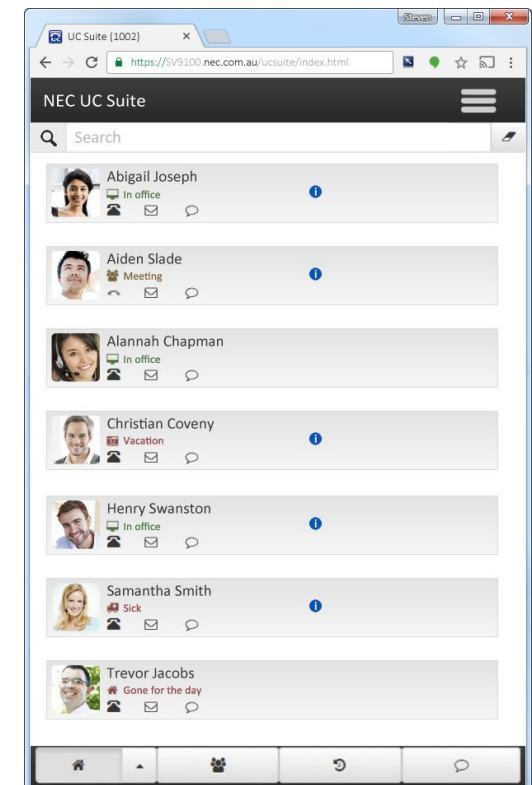 Steven
UC Suite (1002)
https://SV9100.nec.com.au/ucsuite/index.html
NEC UC Suite
Search
Abigail Joseph
In office
Aiden Slade
Meeting
Alannah Chapman
In office
Christian Coveny
Vacation
Henry Swanston
In office
Samantha Smith
Sick
Trevor Jacobs
Gone for the day